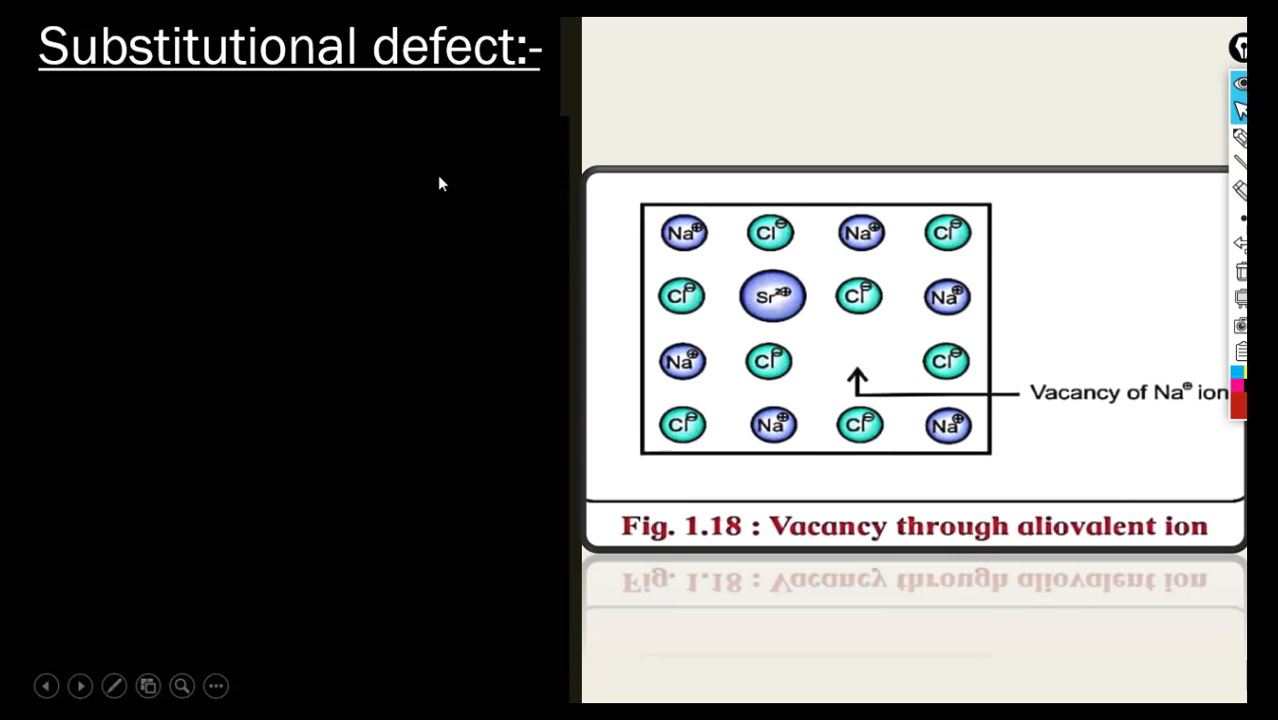 Substitutional defect:-
Na⊕ Cl⊖ Na⊕ Cl⊖
Cl⊖ Sr²⊕ Cl⊖ Na⊕
Na⊕ Cl⊖ Cl⊖
Vacancy of Na⊕ ion
Cl⊖ Na⊕ Cl⊖ Na⊕
Fig. 1.18 : Vacancy through aliovalent ion